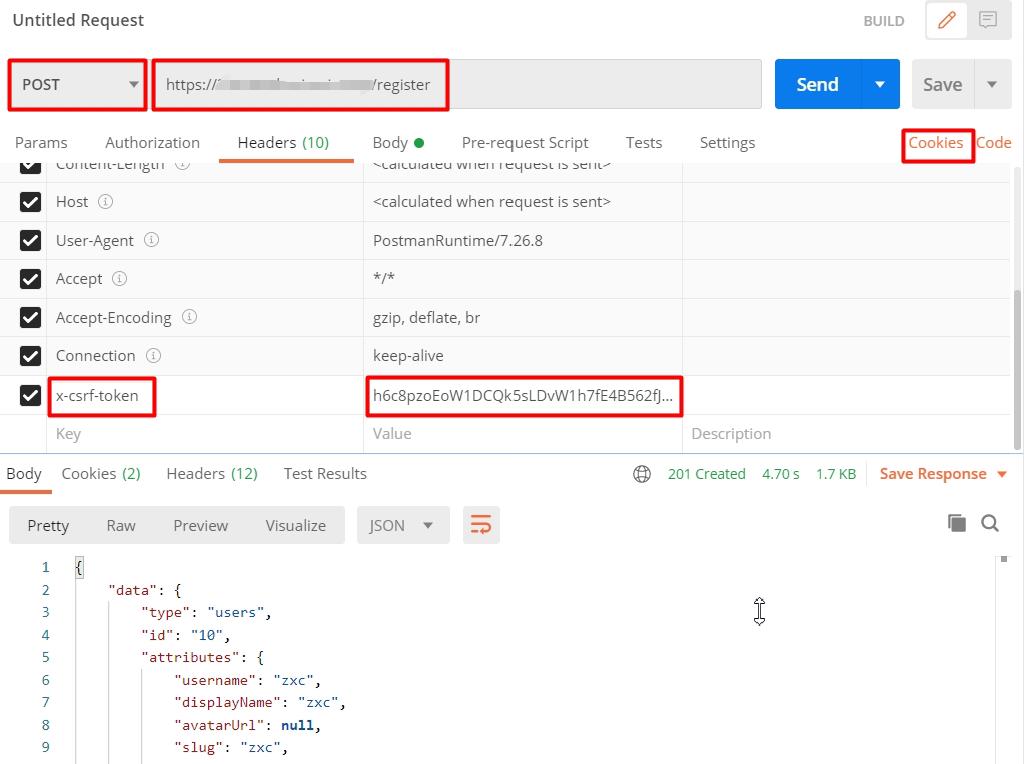 Untitled Request BUILD
POST https:// /register Send Save
Params Authorization Headers (10) Body Pre-request Script Tests Settings Cookies Code
Content-Length <calculated when request is sent>
Host <calculated when request is sent>
User-Agent PostmanRuntime/7.26.8
Accept */*
Accept-Encoding gzip, deflate, br
Connection keep-alive
x-csrf-token h6c8pzoEoW1DCQk5sLDvW1h7fE4B562fJ...
Key Value Description
Body Cookies (2) Headers (12) Test Results 201 Created 4.70 s 1.7 KB Save Response
Pretty Raw Preview Visualize JSON
1 {
2 "data": {
3 "type": "users",
4 "id": "10",
5 "attributes": {
6 "username": "zxc",
7 "displayName": "zxc",
8 "avatarUrl": null,
9 "slug": "zxc",